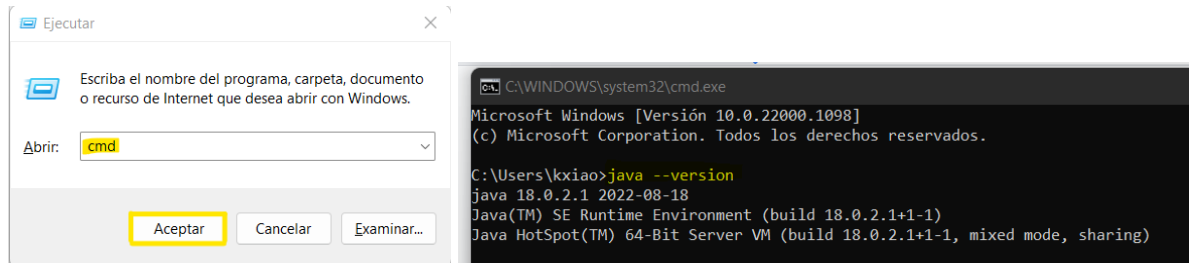 Ejecutar
Escriba el nombre del programa, carpeta, documento
o recurso de Internet que desea abrir con Windows.
Abrir: cmd
Aceptar Cancelar Examinar...
C:\WINDOWS\system32\cmd.exe
Microsoft Windows [Versión 10.0.22000.1098]
(c) Microsoft Corporation. Todos los derechos reservados.
C:\Users\kxiao>java --version
java 18.0.2.1 2022-08-18
Java(TM) SE Runtime Environment (build 18.0.2.1+1-1)
Java HotSpot(TM) 64-Bit Server VM (build 18.0.2.1+1-1, mixed mode, sharing)